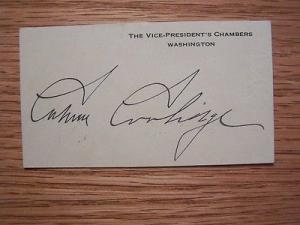 THE VICE-PRESIDENT'S CHAMBERS
WASHINGTON
Calvin Coolidge